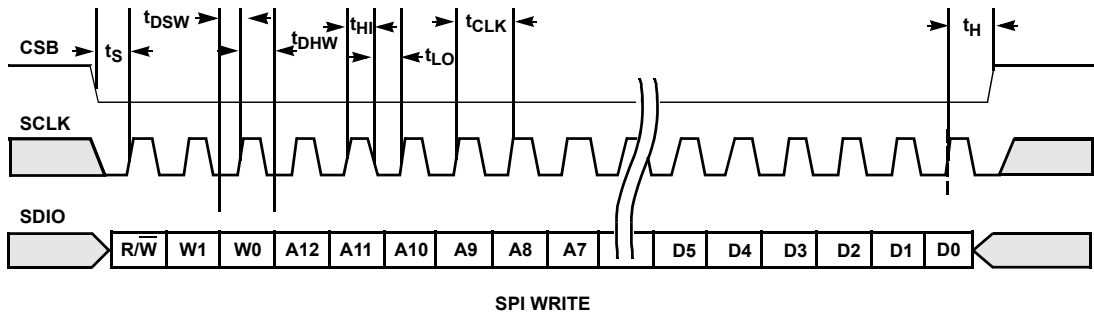 tDSW
tHI
tCLK
tH
CSB
tS
tDHW
tLO
SCLK
SDIO
R/W̅ W1 W0 A12 A11 A10 A9 A8 A7 D5 D4 D3 D2 D1 D0
SPI WRITE